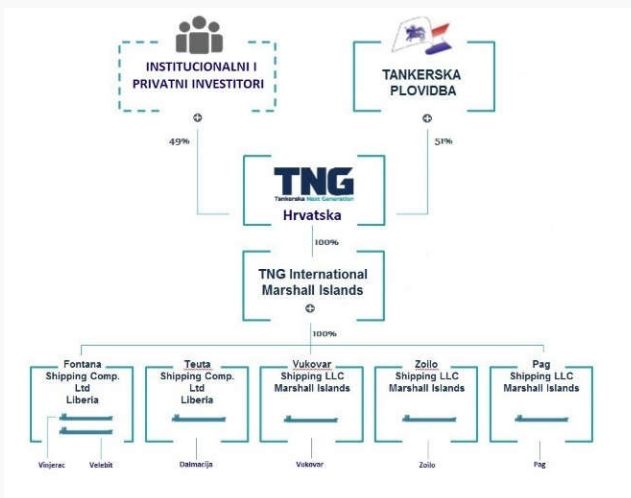 INSTITUCIONALNI I
PRIVATNI INVESTITORI
TANKERSKA
PLOVIDBA
49%
51%
TNG
Tankerska Next Generation
Hrvatska
100%
TNG International
Marshall Islands
100%
Fontana
Shipping Comp.
Ltd
Liberia
Teuta
Shipping Comp.
Ltd
Liberia
Vukovar
Shipping LLC
Marshall Islands
Zoilo
Shipping LLC
Marshall Islands
Pag
Shipping LLC
Marshall Islands
Vinjerac
Velebit
Dalmacija
Vukovar
Zoilo
Pag